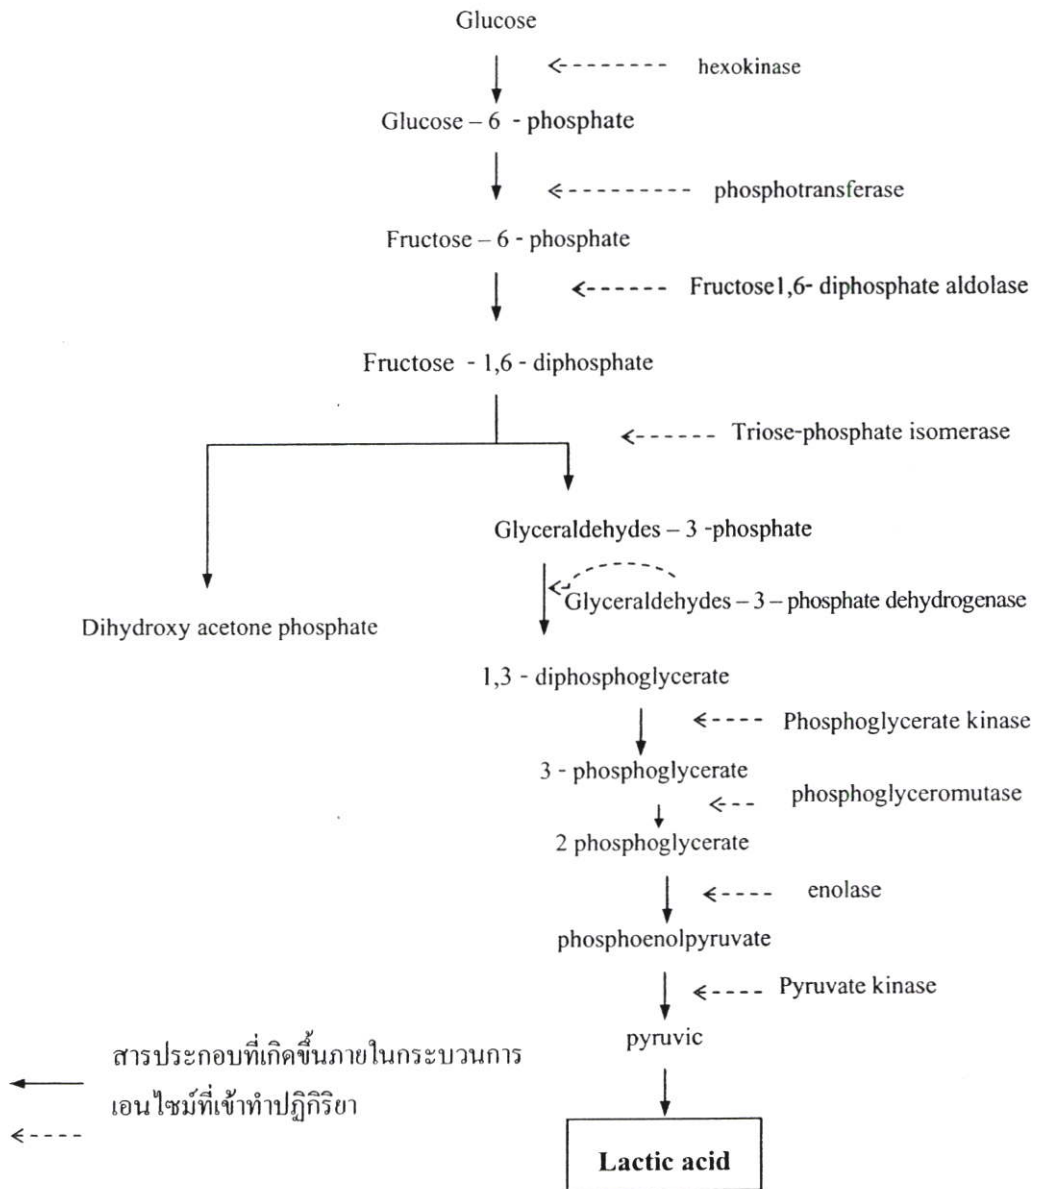 Glucose
hexokinase
Glucose – 6 - phosphate
phosphotransferase
Fructose – 6 - phosphate
Fructose1,6- diphosphate aldolase
Fructose - 1,6 - diphosphate
Triose-phosphate isomerase
Glyceraldehydes – 3 -phosphate
Glyceraldehydes – 3 – phosphate dehydrogenase
Dihydroxy acetone phosphate
1,3 - diphosphoglycerate
Phosphoglycerate kinase
3 - phosphoglycerate
phosphoglyceromutase
2 phosphoglycerate
enolase
phosphoenolpyruvate
Pyruvate kinase
pyruvic
สารประกอบที่เกิดขึ้นภายในกระบวนการ
เอนไซม์ที่เข้าทำปฏิกิริยา
Lactic acid